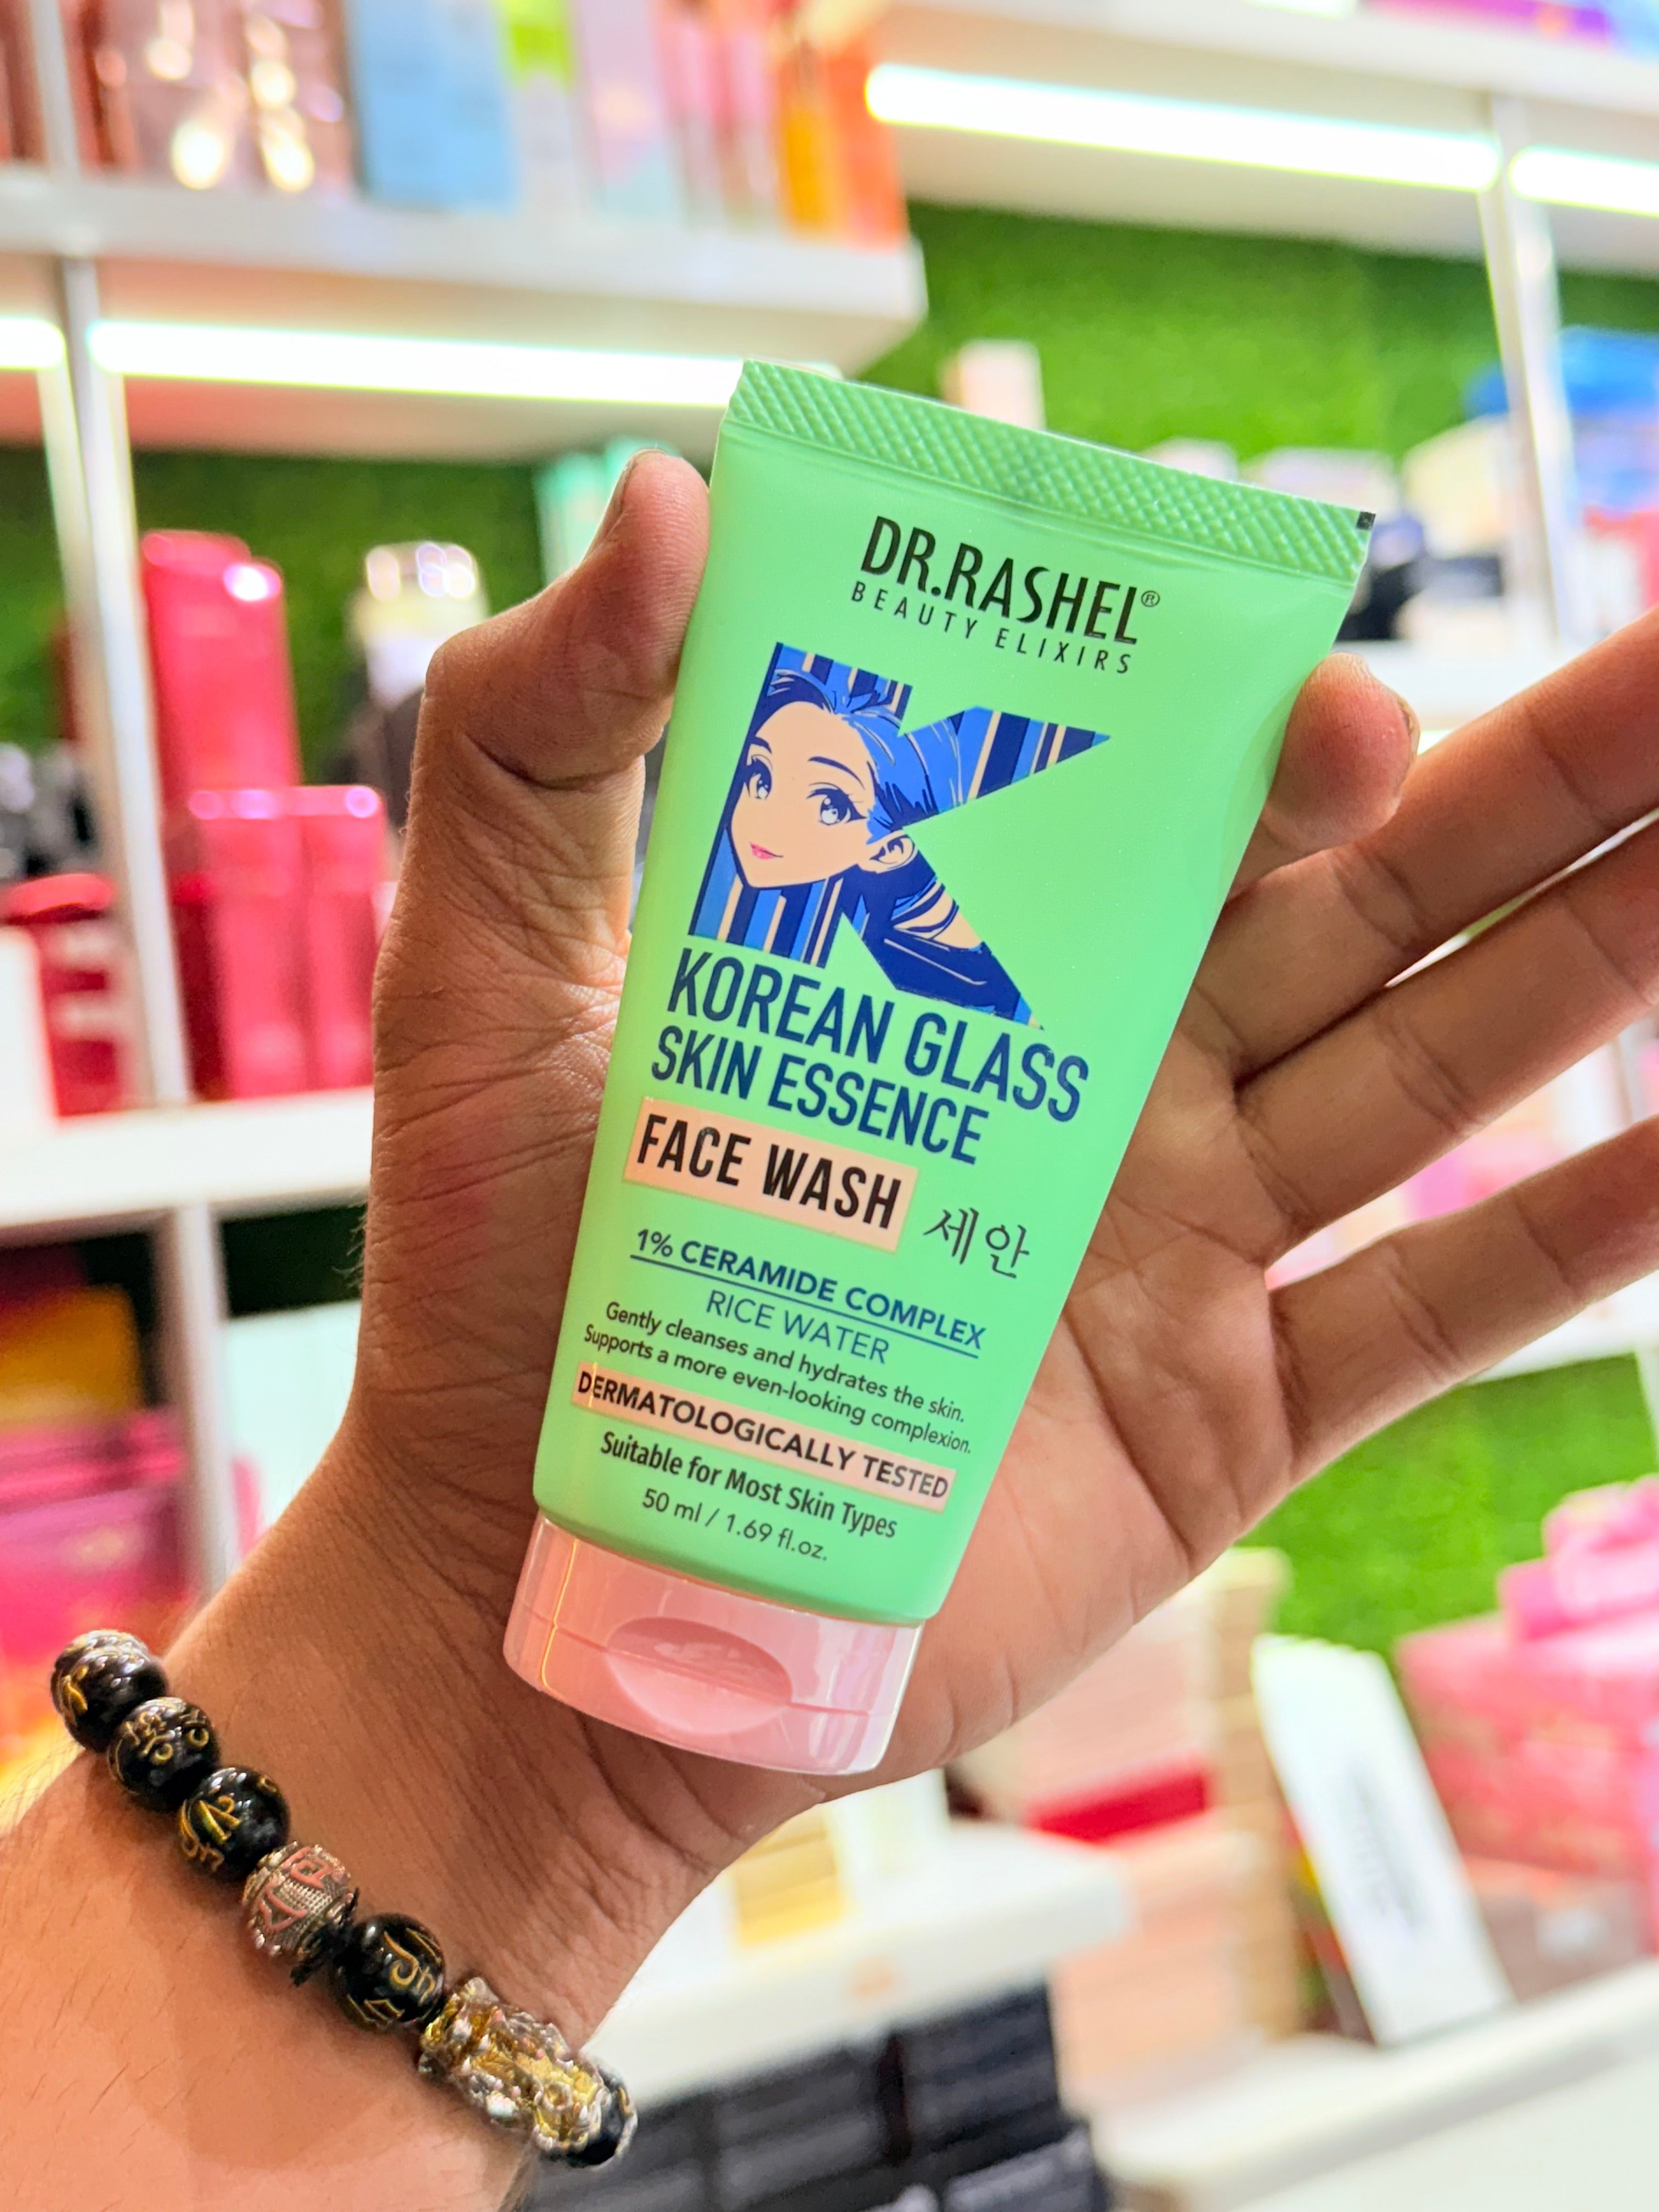 DR.RASHEL®
BEAUTY ELIXIRS
KOREAN GLASS
SKIN ESSENCE
FACE WASH 세안
1% CERAMIDE COMPLEX
RICE WATER
Gently cleanses and hydrates the skin.
Supports a more even-looking complexion.
DERMATOLOGICALLY TESTED
Suitable for Most Skin Types
50 ml / 1.69 fl.oz.